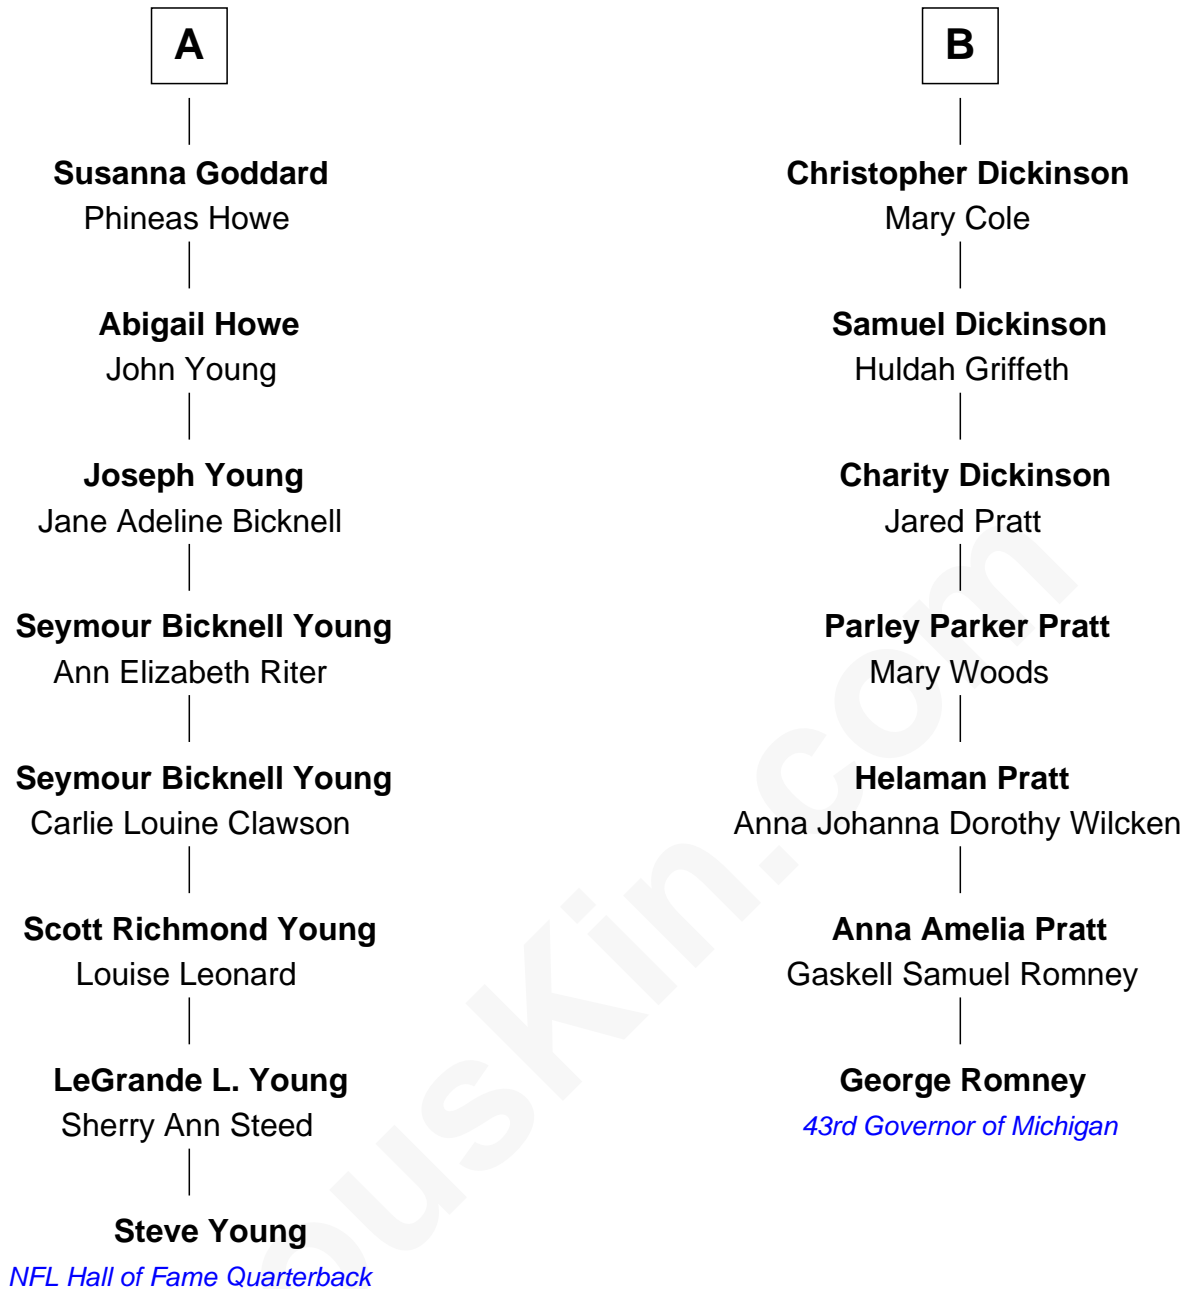 A
Susanna Goddard
Phineas Howe
Abigail Howe
John Young
Joseph Young
Jane Adeline Bicknell
Seymour Bicknell Young
Ann Elizabeth Riter
Seymour Bicknell Young
Carlie Louine Clawson
Scott Richmond Young
Louise Leonard
LeGrande L. Young
Sherry Ann Steed
Steve Young
NFL Hall of Fame Quarterback
B
Christopher Dickinson
Mary Cole
Samuel Dickinson
Huldah Griffeth
Charity Dickinson
Jared Pratt
Parley Parker Pratt
Mary Woods
Helaman Pratt
Anna Johanna Dorothy Wilcken
Anna Amelia Pratt
Gaskell Samuel Romney
George Romney
43rd Governor of Michigan
ousKin.com